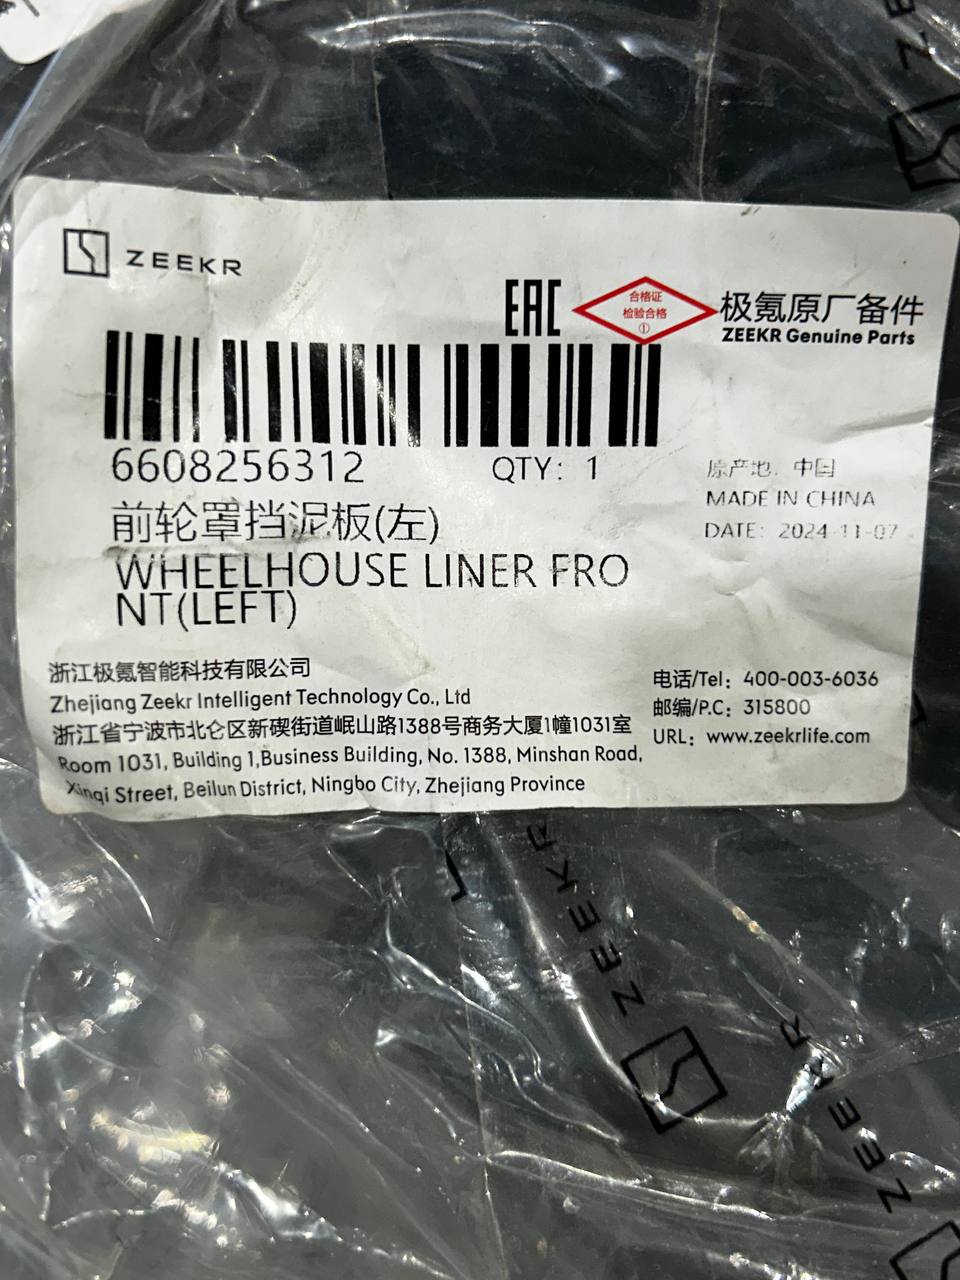 ZEEKR
EAC
合格证
检验合格
①
极氪原厂备件
ZEEKR Genuine Parts
6608256312
QTY: 1
原产地: 中国
MADE IN CHINA
DATE: 2024-11-07
前轮罩挡泥板(左)
WHEELHOUSE LINER FRO
NT(LEFT)
浙江极氪智能科技有限公司
Zhejiang Zeekr Intelligent Technology Co., Ltd
浙江省宁波市北仑区新碶街道岷山路1388号商务大厦1幢1031室
Room 1031, Building 1,Business Building, No. 1388, Minshan Road,
Xinqi Street, Beilun District, Ningbo City, Zhejiang Province
电话/Tel: 400-003-6036
邮编/P.C: 315800
URL: www.zeekrlife.com
ZEEKR
ZEEKR